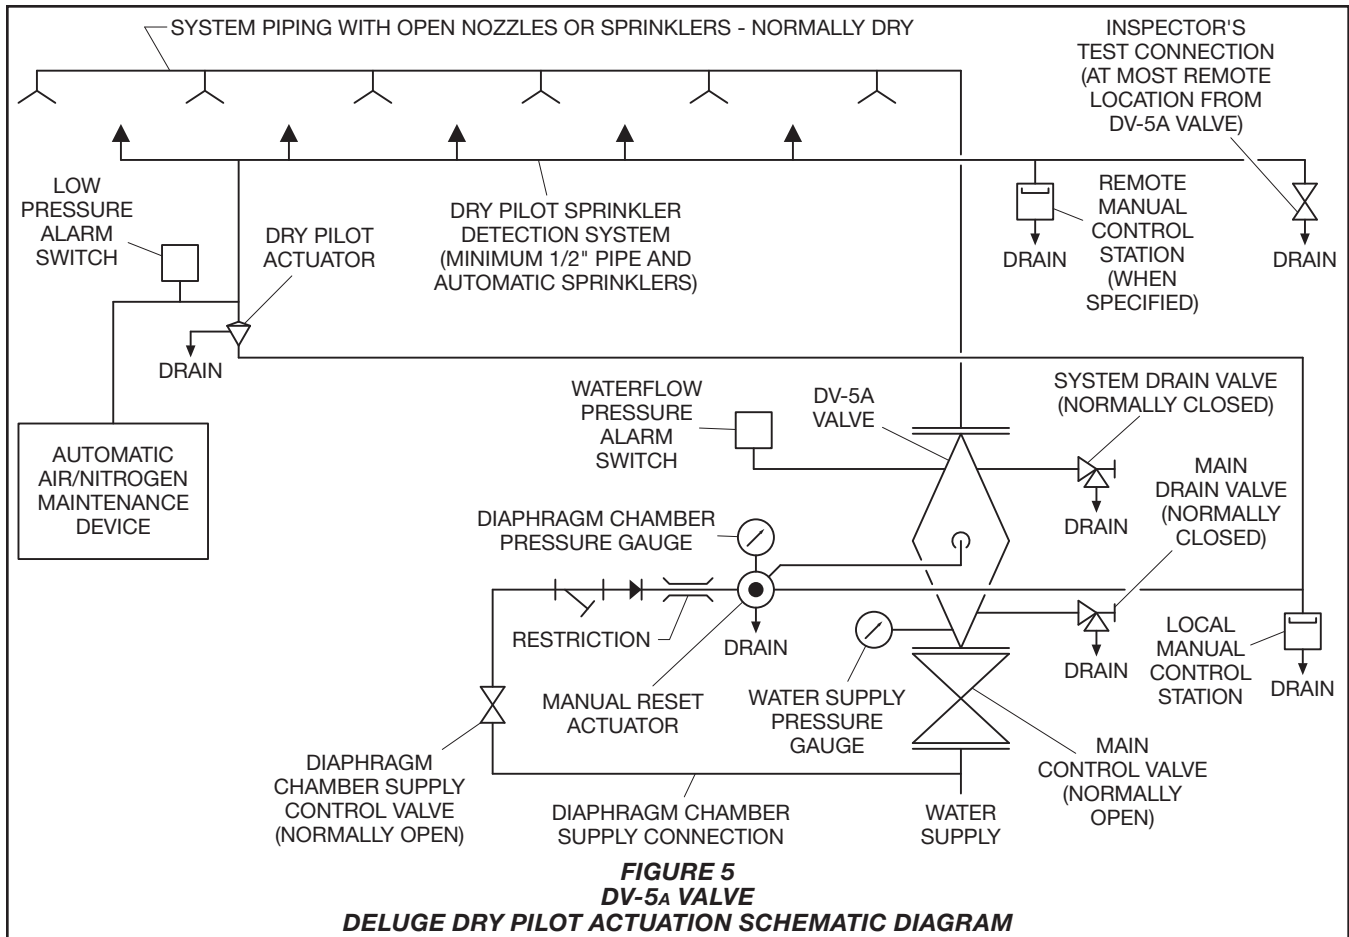 SYSTEM PIPING WITH OPEN NOZZLES OR SPRINKLERS - NORMALLY DRY
INSPECTOR'S
TEST CONNECTION
(AT MOST REMOTE
LOCATION FROM
DV-5A VALVE)
LOW
PRESSURE
ALARM
SWITCH
DRY PILOT
ACTUATOR
DRY PILOT SPRINKLER
DETECTION SYSTEM
(MINIMUM 1/2" PIPE AND
AUTOMATIC SPRINKLERS)
DRAIN
REMOTE
MANUAL
CONTROL
STATION
(WHEN
SPECIFIED)
DRAIN
DRAIN
AUTOMATIC
AIR/NITROGEN
MAINTENANCE
DEVICE
WATERFLOW
PRESSURE
ALARM
SWITCH
DV-5A
VALVE
SYSTEM DRAIN VALVE
(NORMALLY CLOSED)
DRAIN
MAIN
DRAIN VALVE
(NORMALLY
CLOSED)
DIAPHRAGM CHAMBER
PRESSURE GAUGE
RESTRICTION
DRAIN
DRAIN
LOCAL
MANUAL
CONTROL
STATION
DRAIN
MANUAL RESET
ACTUATOR
WATER SUPPLY
PRESSURE
GAUGE
DIAPHRAGM
CHAMBER SUPPLY
CONTROL VALVE
(NORMALLY OPEN)
DIAPHRAGM CHAMBER
SUPPLY CONNECTION
WATER
SUPPLY
MAIN
CONTROL VALVE
(NORMALLY
OPEN)
FIGURE 5
DV-5A VALVE
DELUGE DRY PILOT ACTUATION SCHEMATIC DIAGRAM